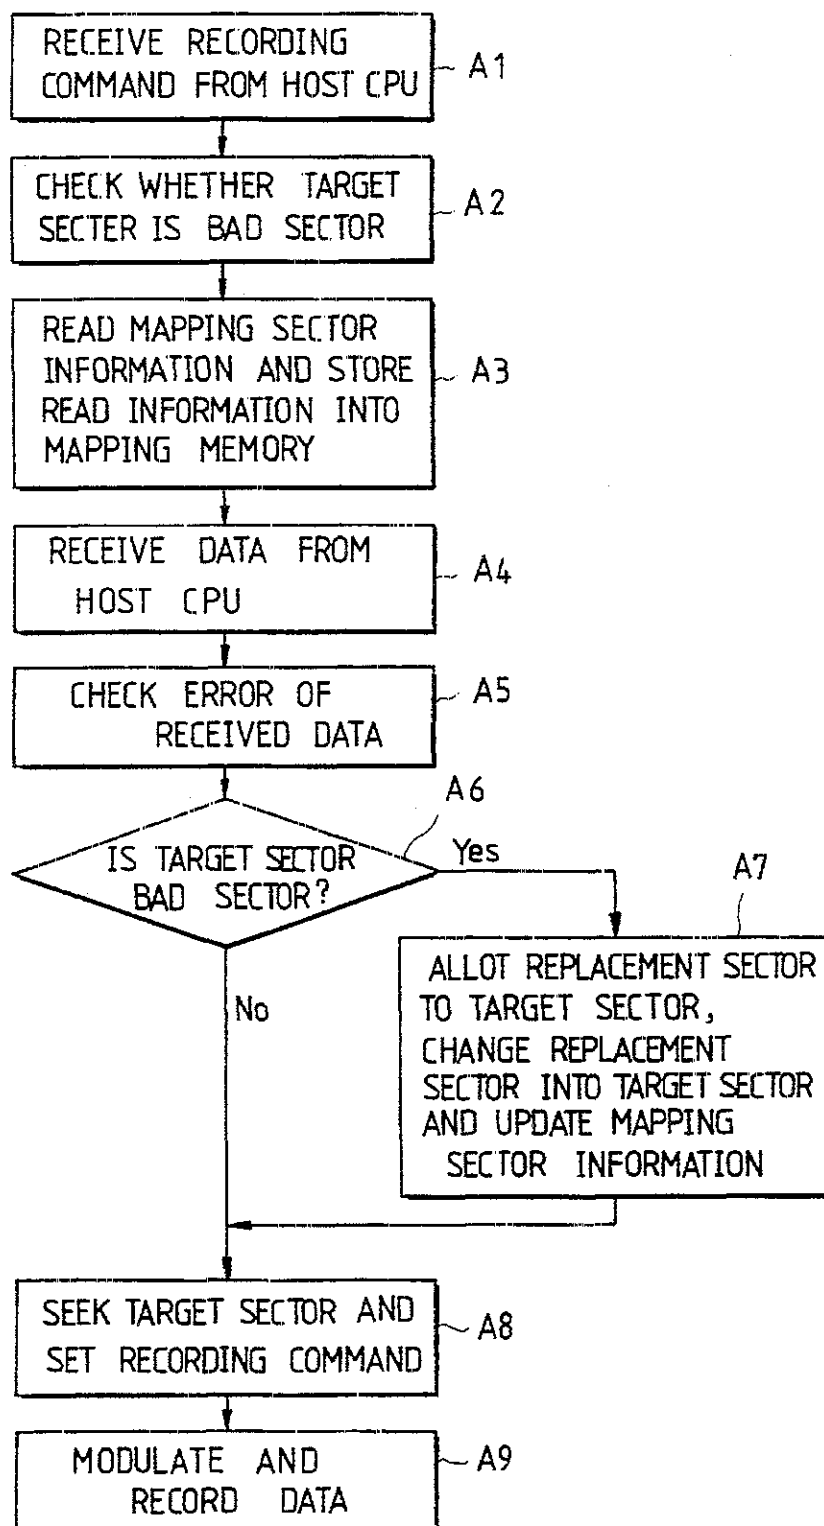 RECEIVE RECORDING
COMMAND FROM HOST CPU
A1
CHECK WHETHER TARGET
SECTER IS BAD SECTOR
A2
READ MAPPING SECTOR
INFORMATION AND STORE
READ INFORMATION INTO
MAPPING MEMORY
A3
RECEIVE DATA FROM
HOST CPU
A4
CHECK ERROR OF
RECEIVED DATA
A5
A6
IS TARGET SECTOR
BAD SECTOR?
Yes
No
A7
ALLOT REPLACEMENT SECTOR
TO TARGET SECTOR,
CHANGE REPLACEMENT
SECTOR INTO TARGET SECTOR
AND UPDATE MAPPING
SECTOR INFORMATION
SEEK TARGET SECTOR AND
SET RECORDING COMMAND
A8
MODULATE AND
RECORD DATA
A9